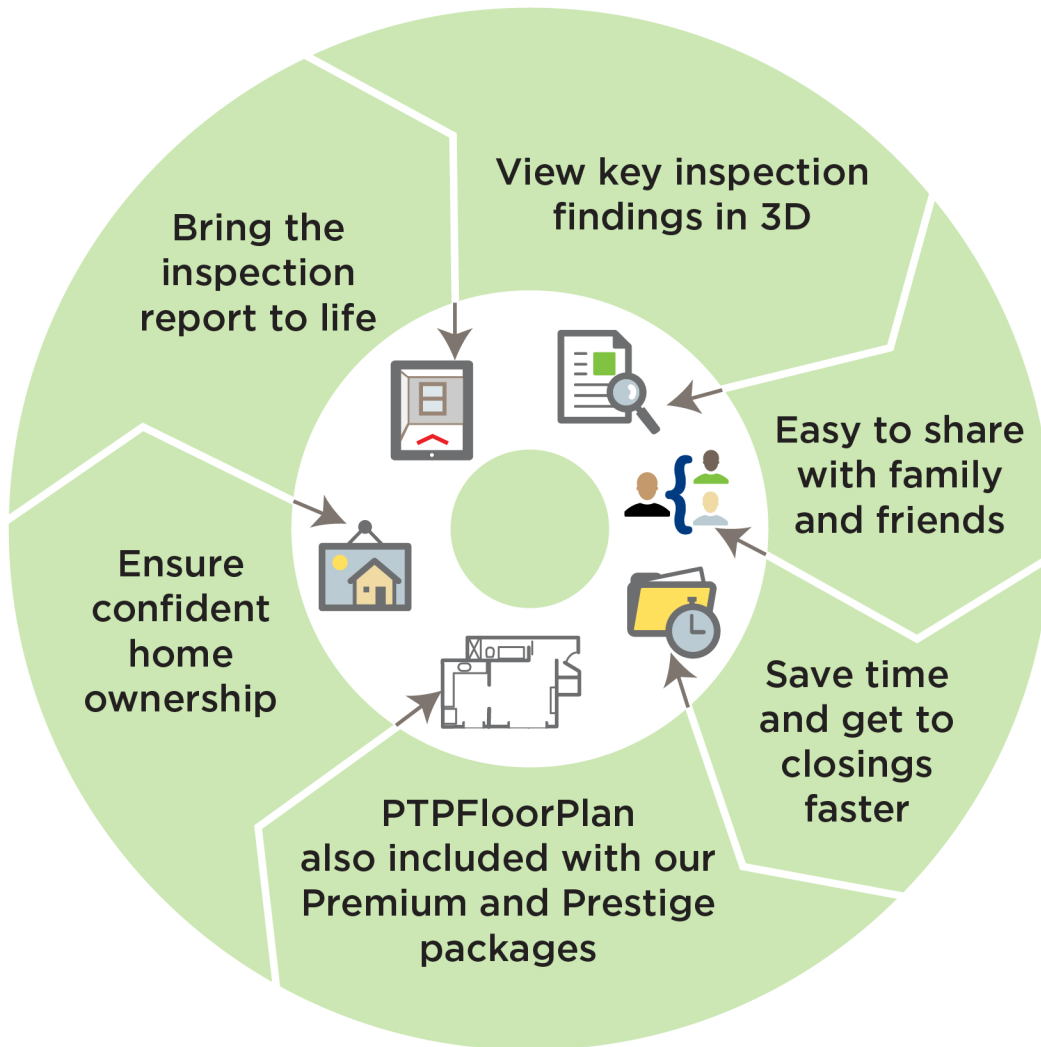 View key inspection
findings in 3D
Easy to share
with family
and friends
Save time
and get to
closings
faster
PTPFloorPlan
also included with our
Premium and Prestige
packages
Ensure
confident
home
ownership
Bring the
inspection
report to life